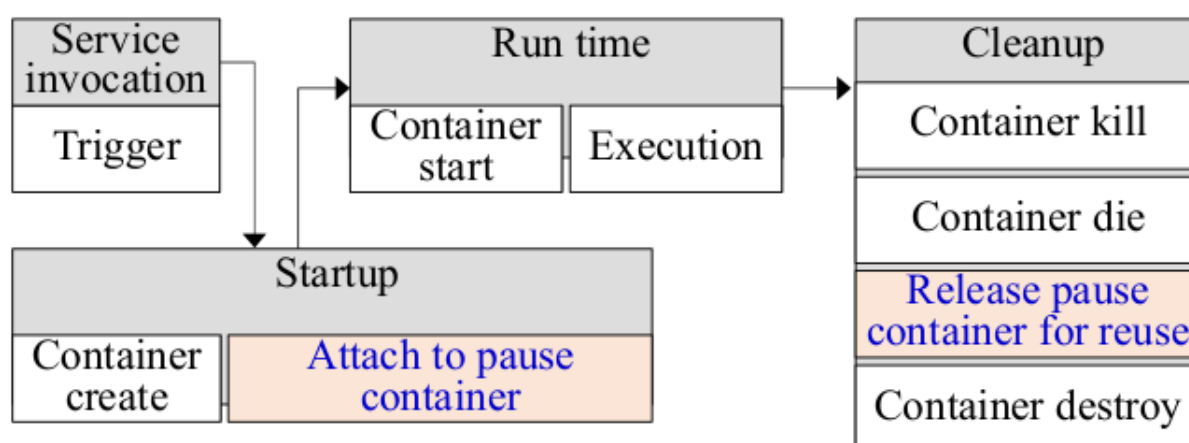 Service
invocation
Trigger
Startup
Container
create
Attach to pause
container
Run time
Container
start
Execution
Cleanup
Container kill
Container die
Release pause
container for reuse
Container destroy